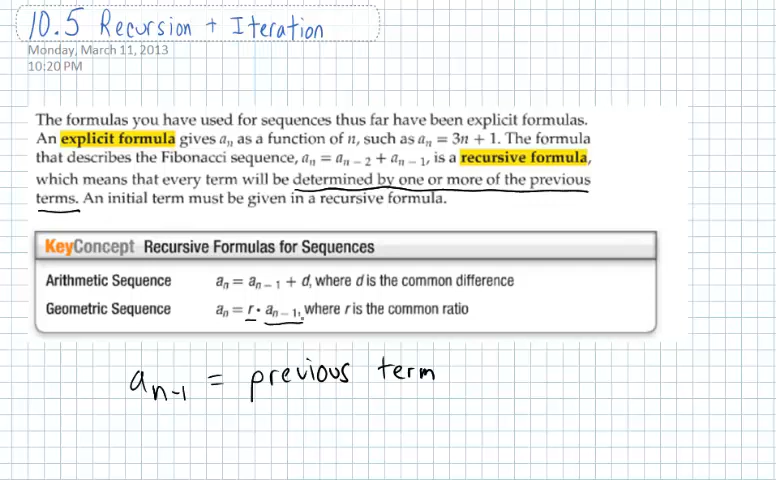 10.5 Recursion + Iteration
Monday, March 11, 2013
10:20 PM
The formulas you have used for sequences thus far have been explicit formulas.
An explicit formula gives aₙ as a function of n, such as aₙ = 3n + 1. The formula
that describes the Fibonacci sequence, aₙ = aₙ ₋ ₂ + aₙ ₋ ₁, is a recursive formula,
which means that every term will be determined by one or more of the previous
terms. An initial term must be given in a recursive formula.
KeyConcept Recursive Formulas for Sequences
Arithmetic Sequence aₙ = aₙ ₋ ₁ + d, where d is the common difference
Geometric Sequence aₙ = r • aₙ ₋ ₁, where r is the common ratio
aₙ₋₁ = previous term